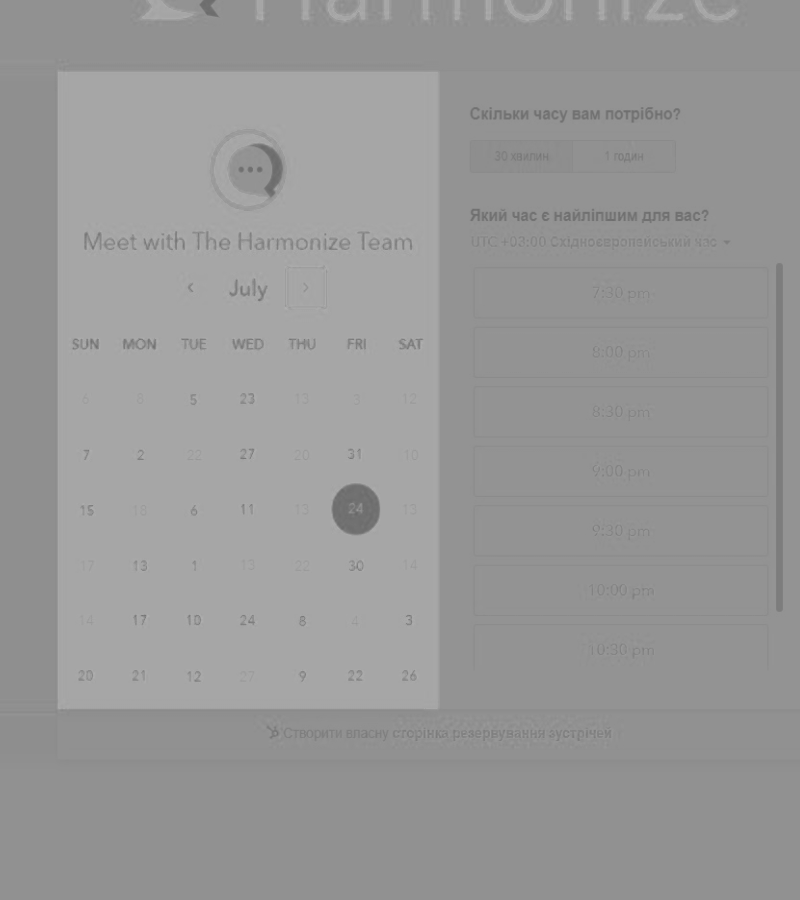 Harmonize
Meet with The Harmonize Team
July
SUN MON TUE WED THU FRI SAT
6 8 5 23 13 3 12
7 2 22 27 20 31 10
15 18 6 11 13 24 13
17 13 1 13 22 30 14
14 17 10 24 8 4 3
20 21 12 27 9 22 26
Скільки часу вам потрібно?
30 хвилин 1 годин
Який час є найліпшим для вас?
UTC +03:00 Східноєвропейський час
7:30 pm
8:00 pm
8:30 pm
9:00 pm
9:30 pm
10:00 pm
10:30 pm
Створити власну сторінка резервування зустрічей